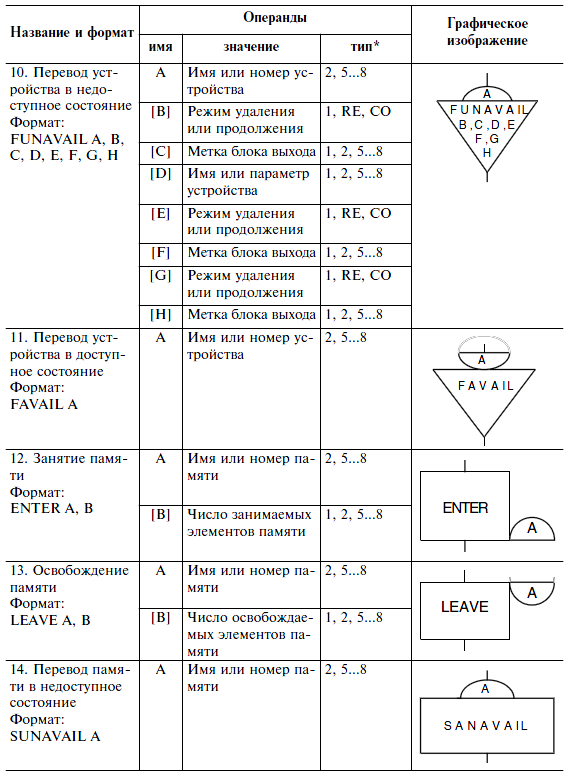 Название и формат
Операнды
Графическое
изображение
имя
значение
тип*
10. Перевод уст-
ройства в недо-
ступное состояние
Формат:
FUNAVAIL A, B,
C, D, E, F, G, H
A
Имя или номер ус-
тройства
2, 5...8
[B]
Режим удаления
или продолжения
1, RE, CO
[C]
Метка блока выхода
1, 2, 5...8
[D]
Имя или параметр
устройства
1, 2, 5...8
[E]
Режим удаления
или продолжения
1, RE, CO
[F]
Метка блока выхода
1, 2, 5...8
[G]
Режим удаления
или продолжения
1, RE, CO
[H]
Метка блока выхода
1, 2, 5...8
A
F U N A V A I L
B , C , D , E
F , G
H
11. Перевод уст-
ройства в доступ-
ное состояние
Формат:
FAVAIL A
A
Имя или номер ус-
тройства
2, 5...8
A
F A V A I L
12. Занятие памя-
ти
Формат:
ENTER A, B
A
Имя или номер па-
мяти
2, 5...8
[B]
Число занимаемых
элементов памяти
1, 2, 5...8
ENTER
A
13. Освобождение
памяти
Формат:
LEAVE A, B
A
Имя или номер па-
мяти
2, 5...8
[B]
Число освобождае-
мых элементов па-
мяти
1, 2, 5...8
LEAVE
A
14. Перевод памя-
ти в недоступное
состояние
Формат:
SUNAVAIL A
A
Имя или номер па-
мяти
2, 5...8
A
S A N A V A I L